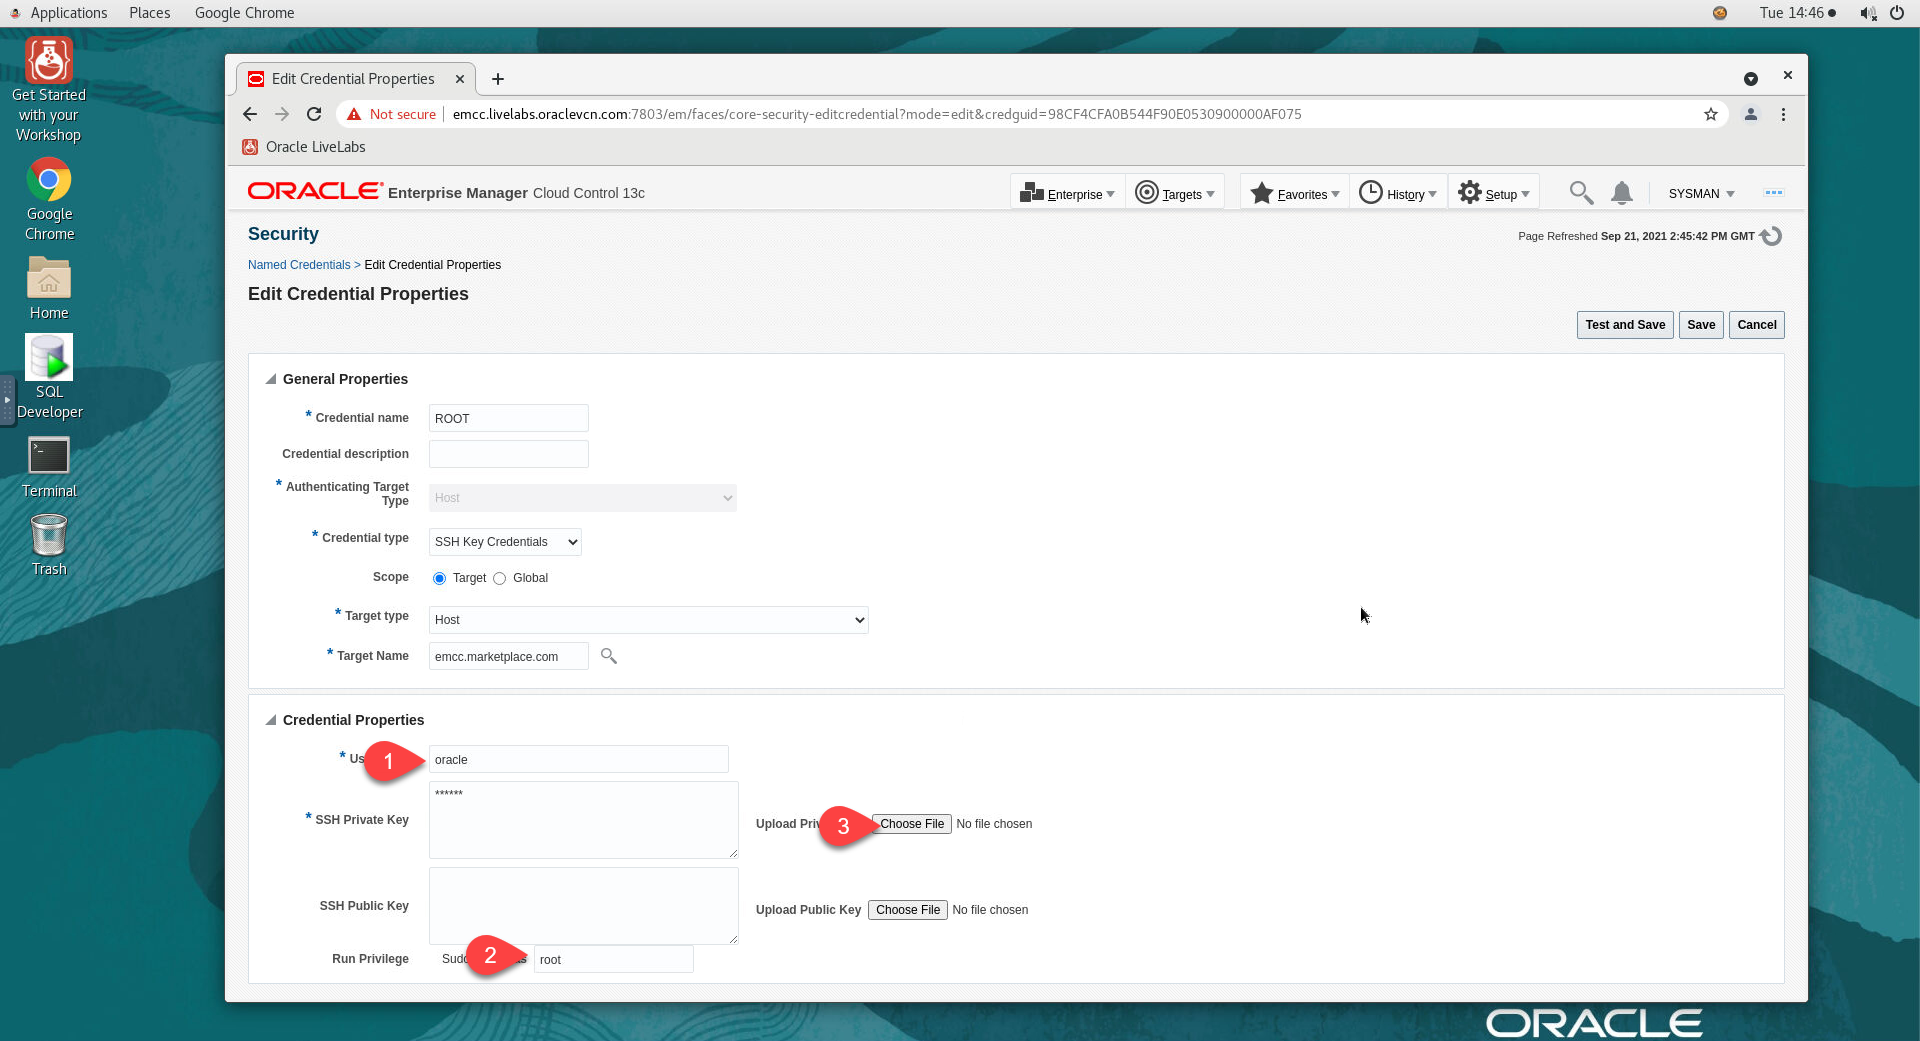 Applications Places Google Chrome
Tue 14:46
Get Started
with your
Workshop
Google
Chrome
Home
SQL
Developer
Terminal
Trash
Edit Credential Properties
Not secure emcc.livelabs.oraclevcn.com:7803/em/faces/core-security-editcredential?mode=edit&credguid=98CF4CFA0B544F90E0530900000AF075
Oracle LiveLabs
ORACLE Enterprise Manager Cloud Control 13c
Enterprise Targets Favorites History Setup SYSMAN
Security
Page Refreshed Sep 21, 2021 2:45:42 PM GMT
Named Credentials > Edit Credential Properties
Edit Credential Properties
Test and Save Save Cancel
General Properties
* Credential name ROOT
Credential description
* Authenticating Target
Type
Host
* Credential type SSH Key Credentials
Scope Target Global
* Target type Host
* Target Name emcc.marketplace.com
Credential Properties
* 1 oracle
* SSH Private Key ******
3 Choose File No file chosen
SSH Public Key
Upload Public Key Choose File No file chosen
Run Privilege 2 root
ORACLE